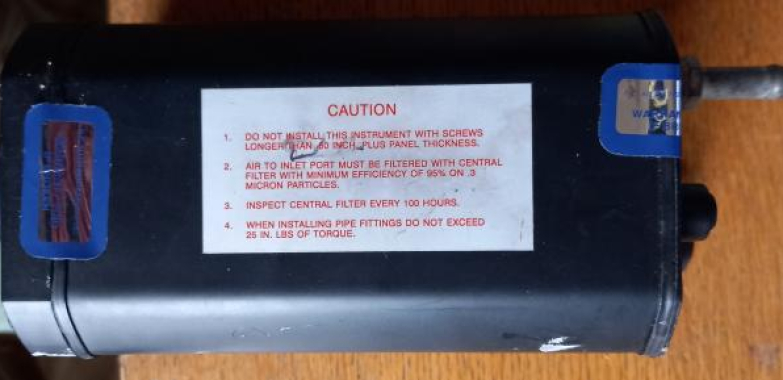 CAUTION
1. DO NOT INSTALL THIS INSTRUMENT WITH SCREWS
LONGER THAN .60 INCH PLUS PANEL THICKNESS.
2. AIR TO INLET PORT MUST BE FILTERED WITH CENTRAL
FILTER WITH MINIMUM EFFICIENCY OF 95% ON .3
MICRON PARTICLES.
3. INSPECT CENTRAL FILTER EVERY 100 HOURS.
4. WHEN INSTALLING PIPE FITTINGS DO NOT EXCEED
25 IN. LBS OF TORQUE.